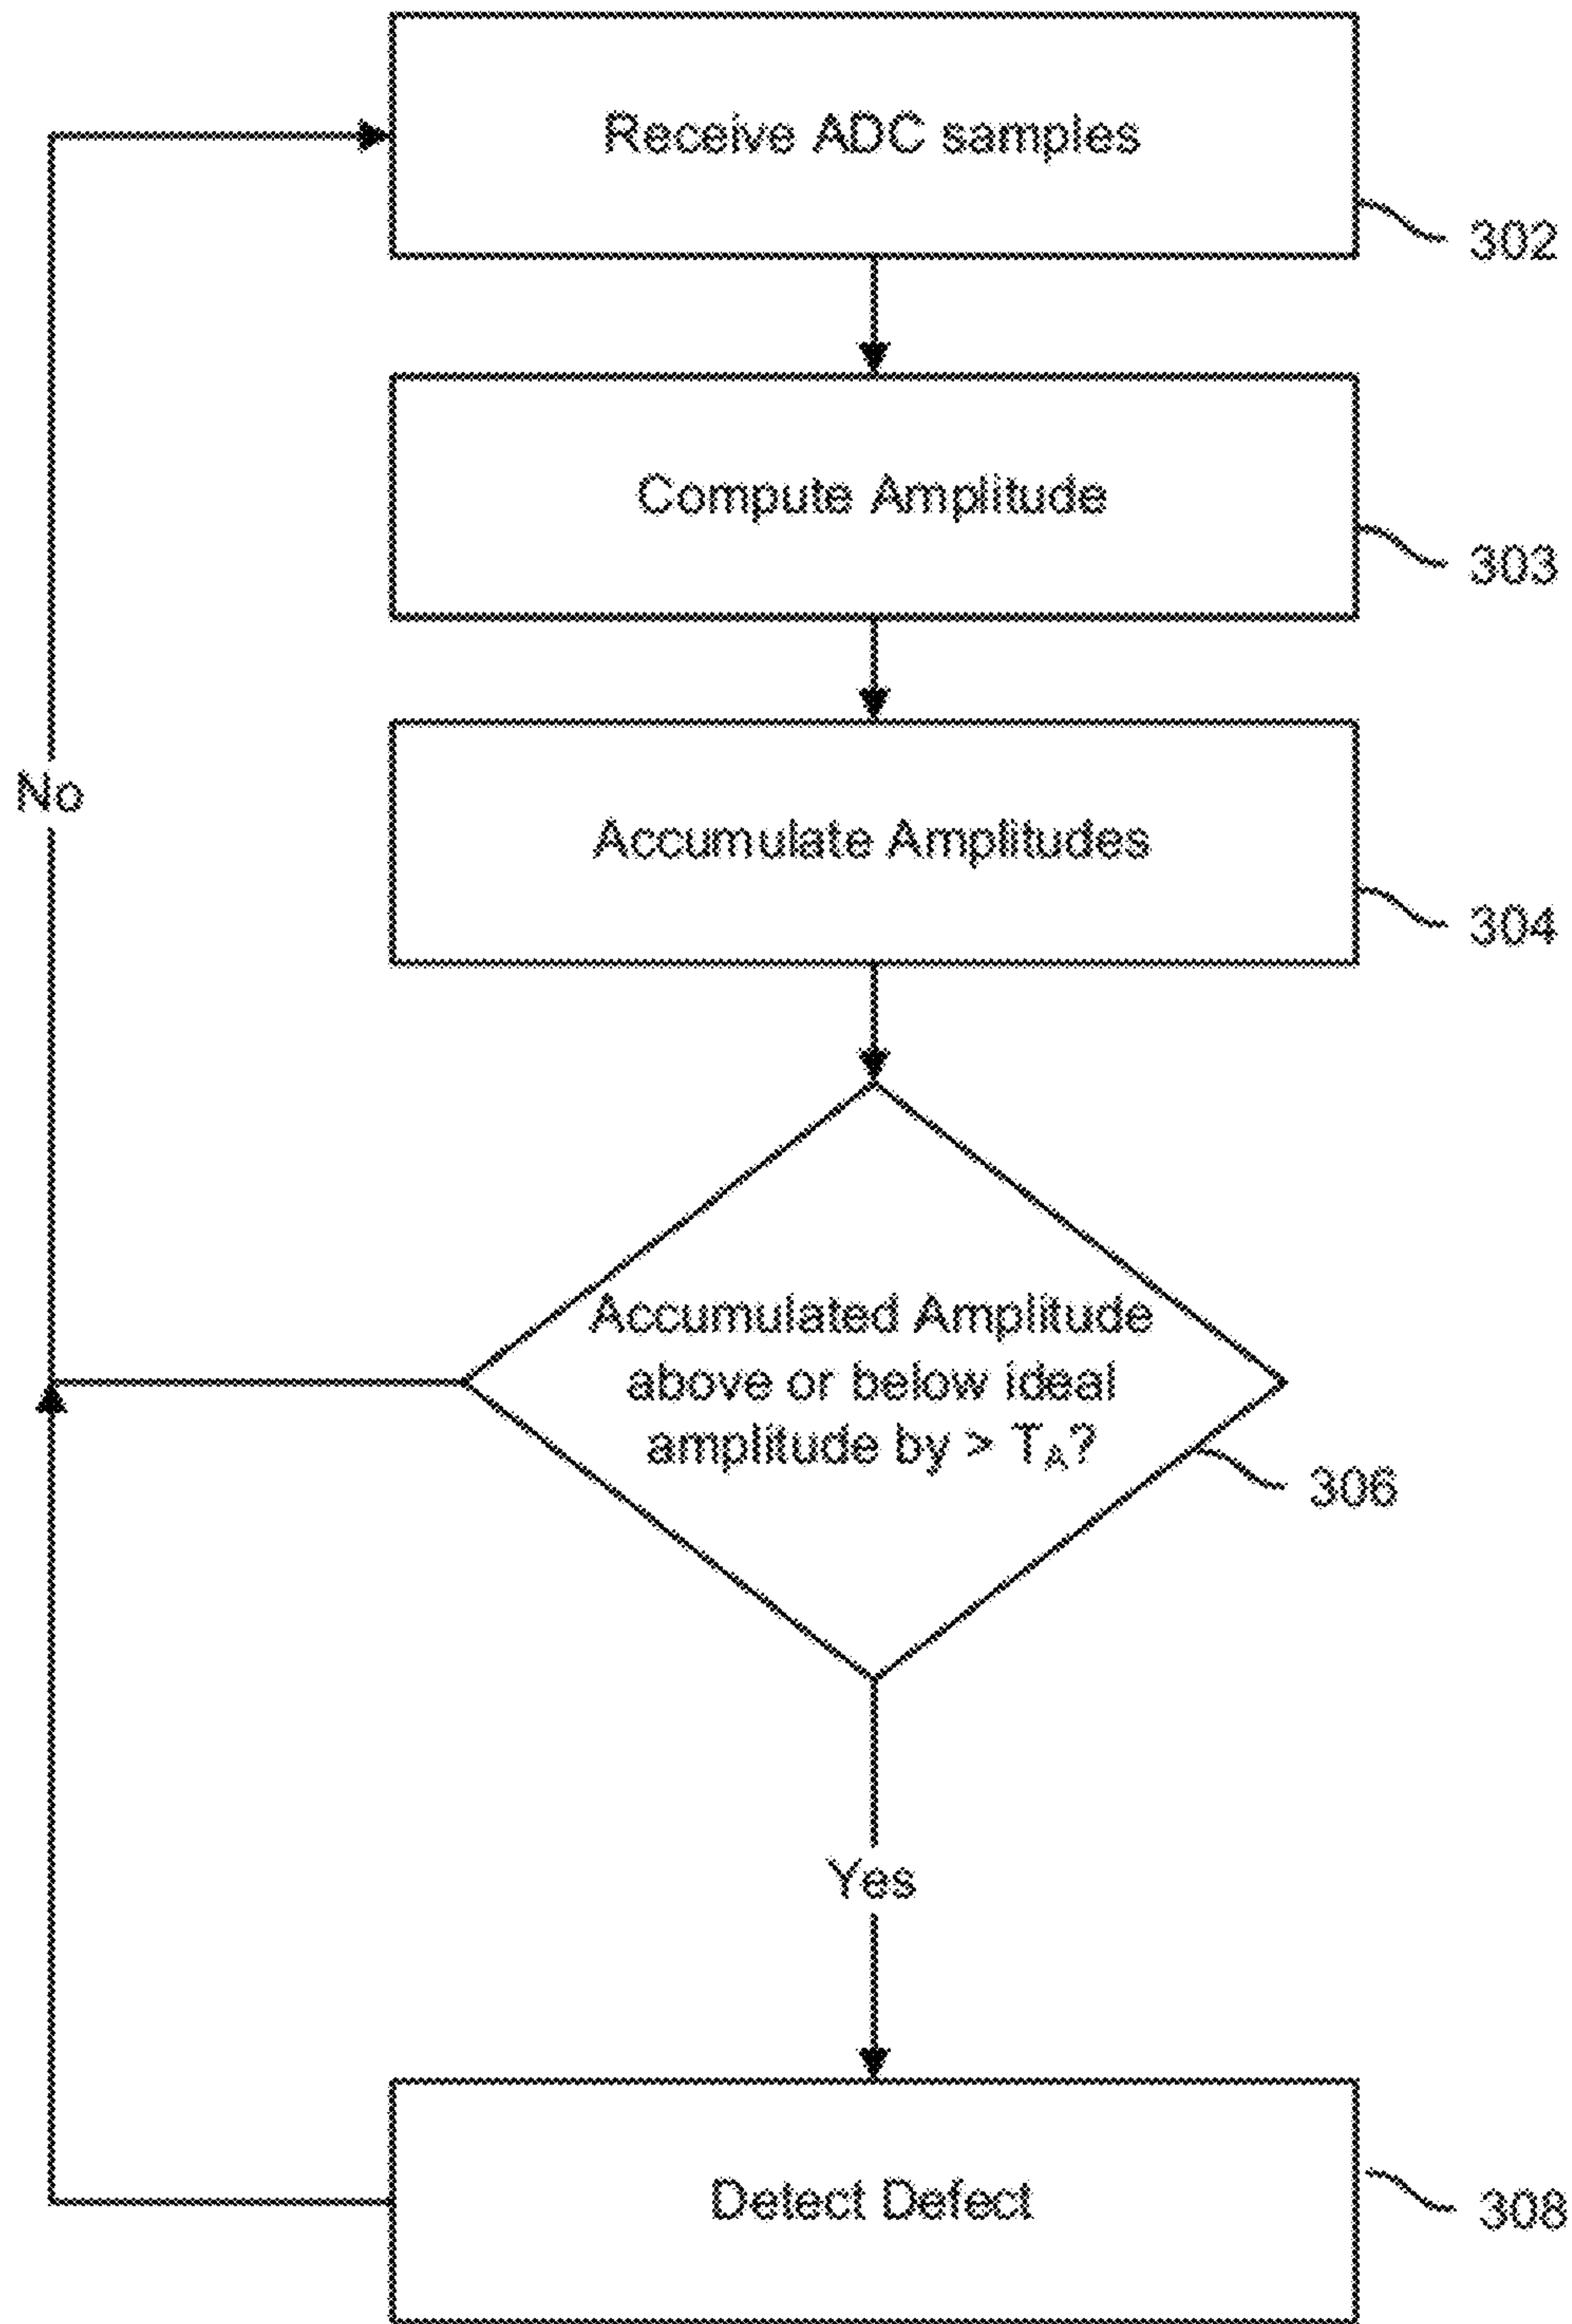 Receive ADC samples
302
Compute Amplitude
303
No
Accumulate Amplitudes
304
Accumulated Amplitude
above or below ideal
amplitude by > T_A?
306
Yes
Detect Defect
308